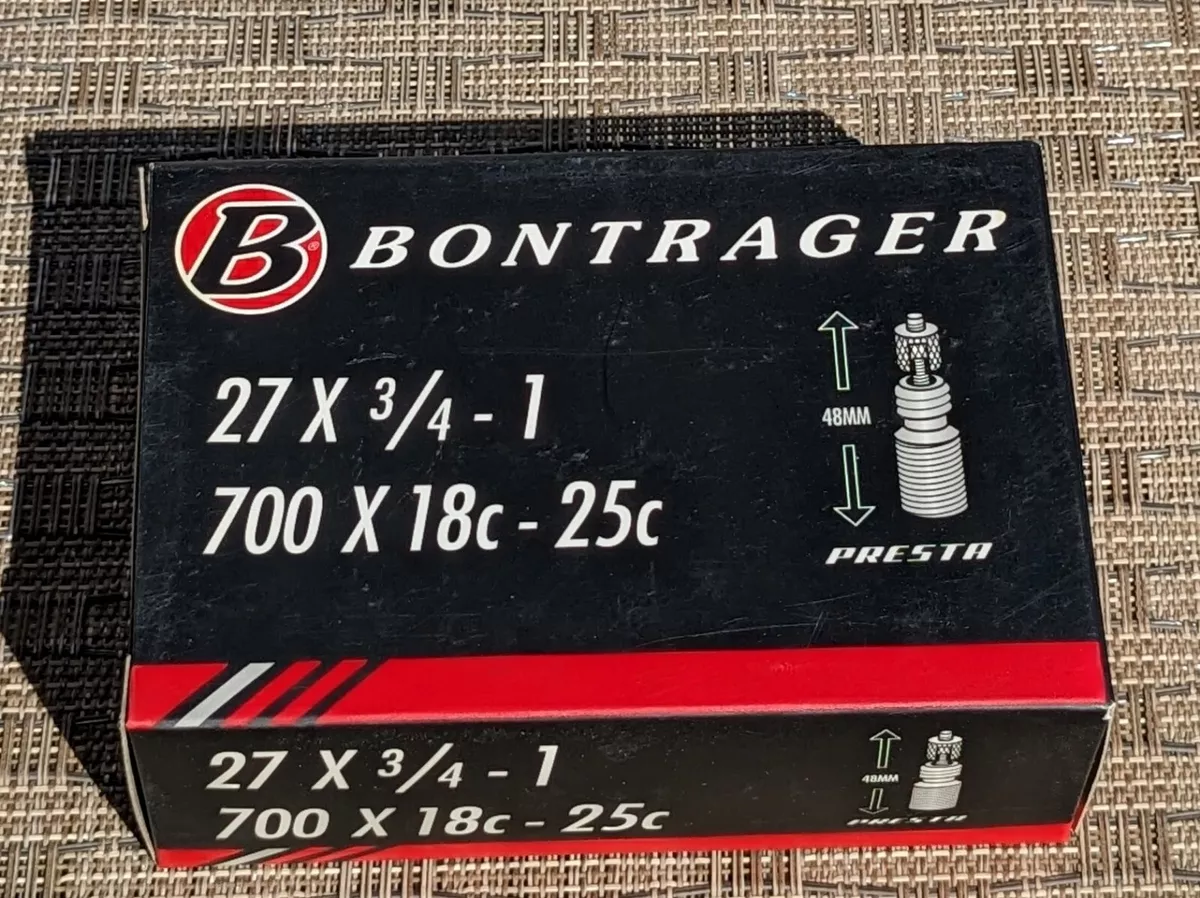 B®
BONTRAGER
27 X 3/4 - 1
700 X 18c - 25c
48MM
PRESTA
27 X 3/4 - 1
700 X 18c - 25c
48MM
PRESTA